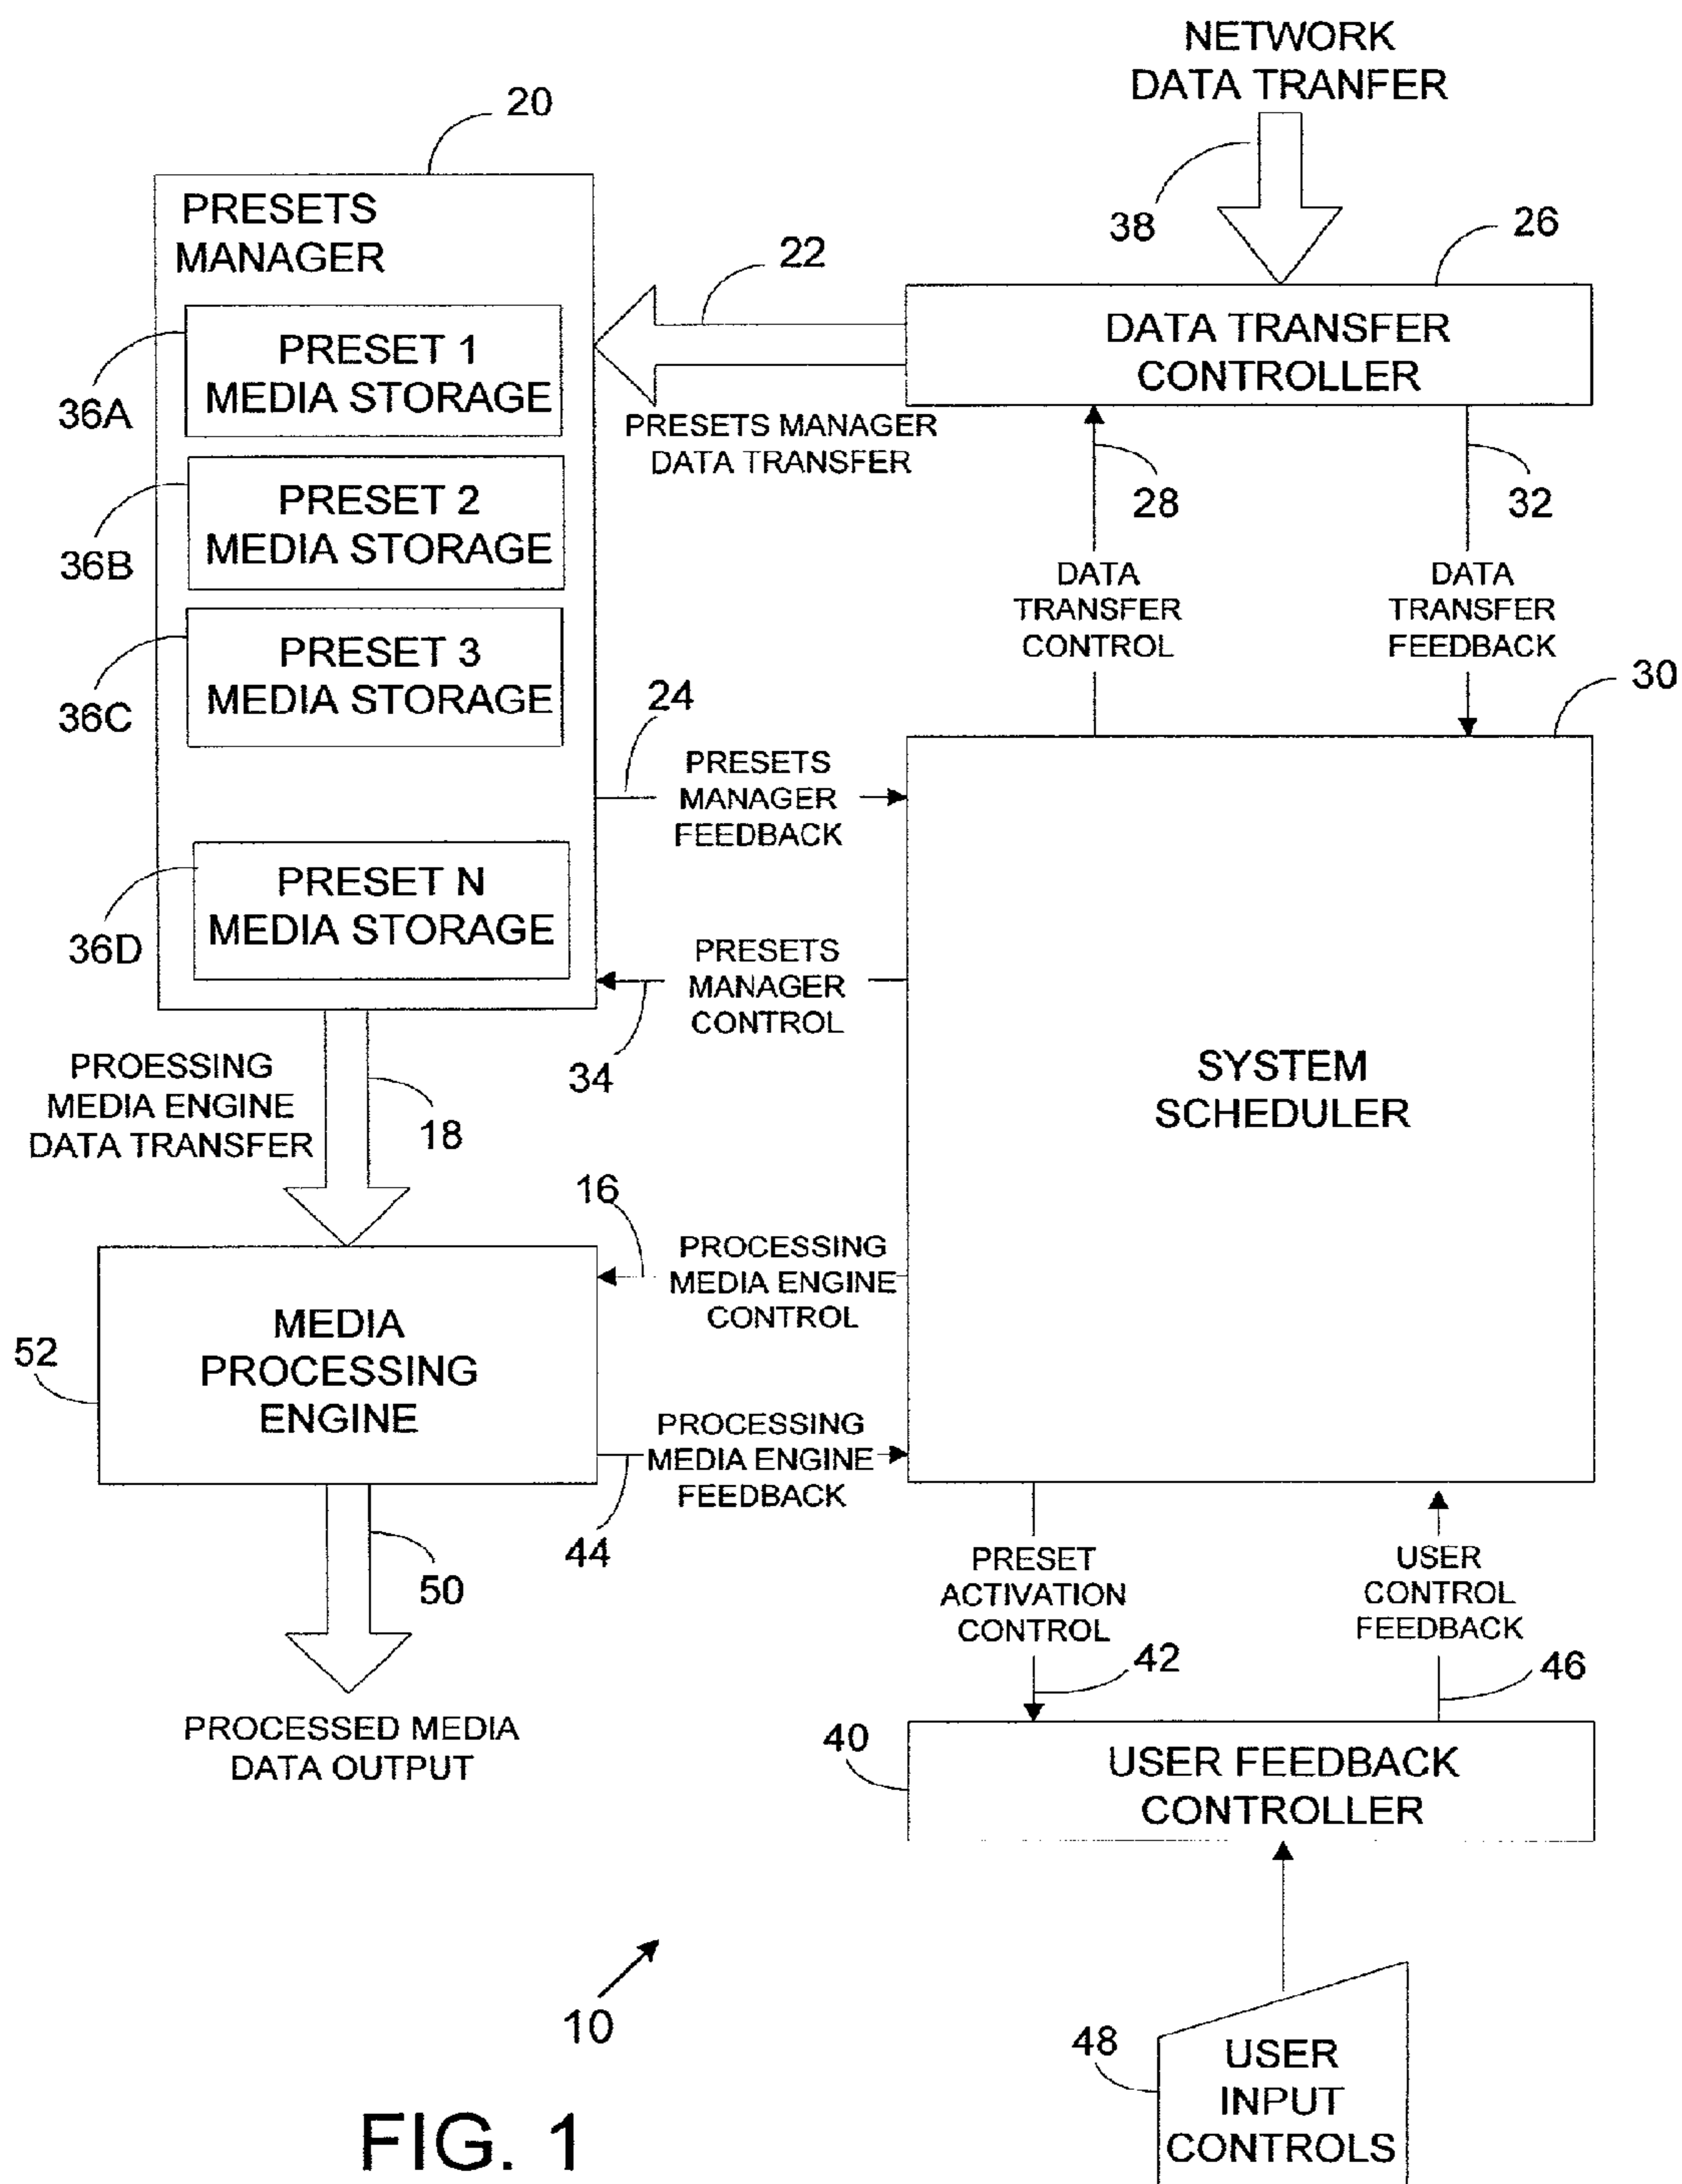 NETWORK
DATA TRANFER
38
20
PRESETS
MANAGER
22
26
DATA TRANSFER
CONTROLLER
PRESET 1
MEDIA STORAGE
36A
PRESETS MANAGER
DATA TRANSFER
PRESET 2
MEDIA STORAGE
36B
28
32
DATA
TRANSFER
CONTROL
DATA
TRANSFER
FEEDBACK
PRESET 3
MEDIA STORAGE
36C
24
30
PRESETS
MANAGER
FEEDBACK
PRESET N
MEDIA STORAGE
36D
PRESETS
MANAGER
CONTROL
34
SYSTEM
SCHEDULER
PROESSING
MEDIA ENGINE
DATA TRANSFER
18
16
PROCESSING
MEDIA ENGINE
CONTROL
MEDIA
PROCESSING
ENGINE
52
PROCESSING
MEDIA ENGINE
FEEDBACK
44
50
PRESET
ACTIVATION
CONTROL
USER
CONTROL
FEEDBACK
42
46
PROCESSED MEDIA
DATA OUTPUT
40
USER FEEDBACK
CONTROLLER
10
48
USER
INPUT
CONTROLS
FIG. 1